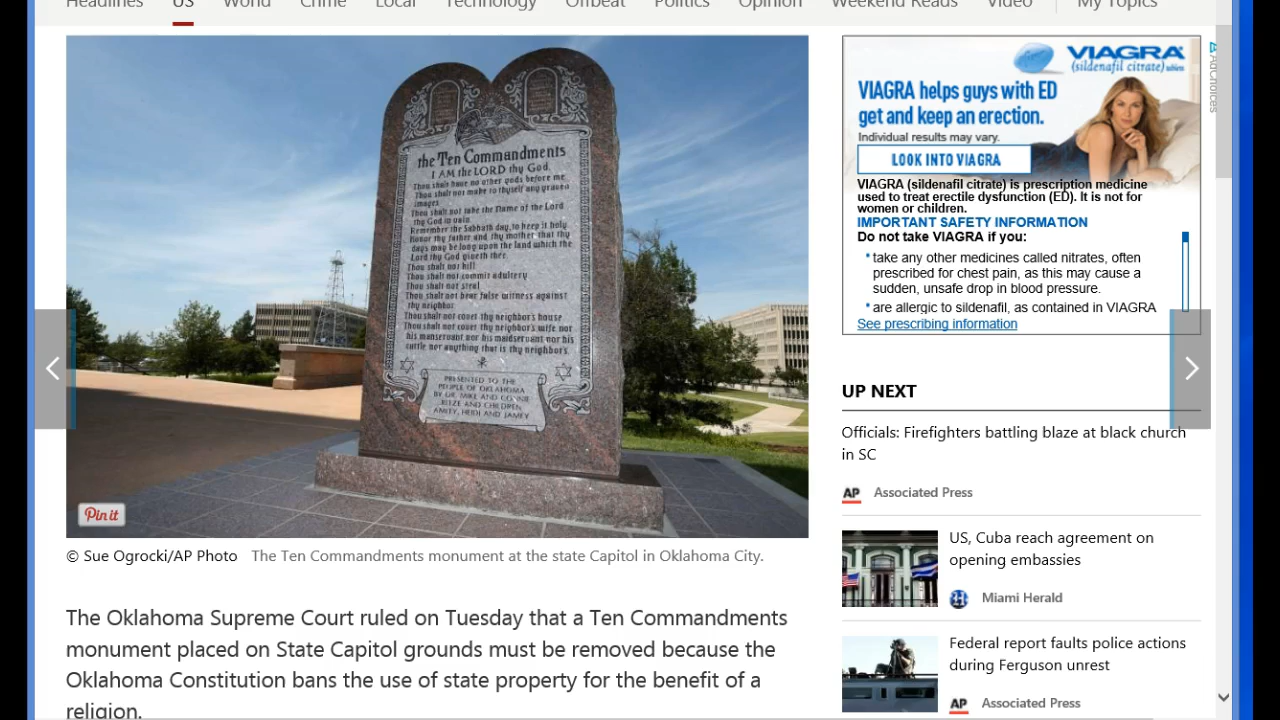 Headlines US World Crime Local Technology Offbeat Politics Opinion Weekend Reads Video My Topics
the Ten Commandments
I AM the LORD thy God.
Thou shalt have no other gods before me
Thou shalt not make to thyself any graven
images
Thou shalt not take the Name of the Lord
thy God in vain
Remember the Sabbath day, to keep it holy
Honor thy father and thy mother that thy
days may be long upon the land which the
Lord thy God giveth thee
Thou shalt not kill
Thou shalt not commit adultery
Thou shalt not steal
Thou shalt not bear false witness against
thy neighbor
Thou shalt not covet thy neighbor's house
Thou shalt not covet thy neighbor's wife nor
his manservant nor his maidservant nor his
cattle nor anything that is thy neighbor's
PRESENTED TO THE
PEOPLE OF OKLAHOMA
BY DR. MIKE AND CONNIE
RITZE AND CHILDREN
AMITY, HEIDI AND JAMEY
Pin it
© Sue Ogrocki/AP Photo The Ten Commandments monument at the state Capitol in Oklahoma City.
The Oklahoma Supreme Court ruled on Tuesday that a Ten Commandments
monument placed on State Capitol grounds must be removed because the
Oklahoma Constitution bans the use of state property for the benefit of a
religion.
VIAGRA
(sildenafil citrate) tablets
VIAGRA helps guys with ED
get and keep an erection.
Individual results may vary.
LOOK INTO VIAGRA
VIAGRA (sildenafil citrate) is prescription medicine
used to treat erectile dysfunction (ED). It is not for
women or children.
IMPORTANT SAFETY INFORMATION
Do not take VIAGRA if you:
• take any other medicines called nitrates, often
prescribed for chest pain, as this may cause a
sudden, unsafe drop in blood pressure.
• are allergic to sildenafil, as contained in VIAGRA
See prescribing information
AdChoices
UP NEXT
Officials: Firefighters battling blaze at black church
in SC
AP Associated Press
US, Cuba reach agreement on
opening embassies
Miami Herald
Federal report faults police actions
during Ferguson unrest
AP Associated Press